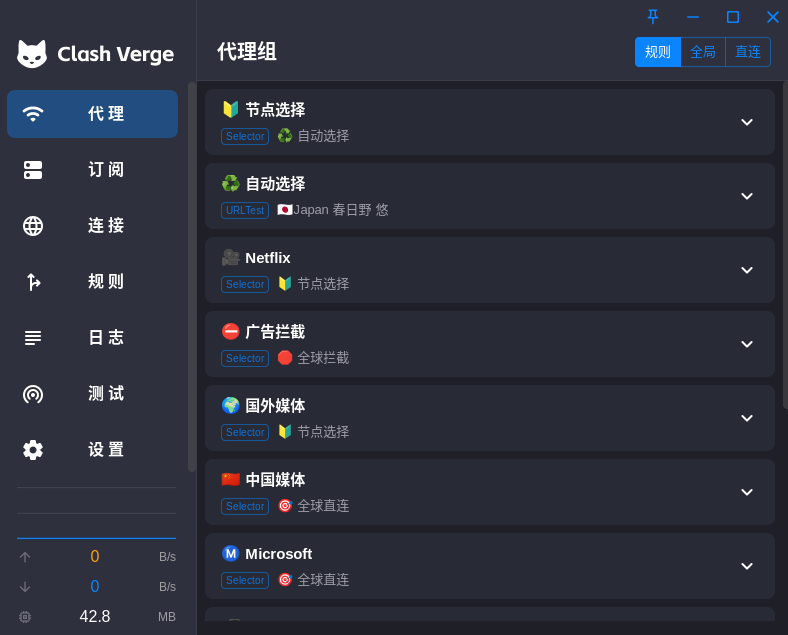 Clash Verge
代理
订阅
连接
规则
日志
测试
设置
0 B/s
0 B/s
42.8 MB
代理组
规则 全局 直连
🔰 节点选择
Selector ♻️ 自动选择
♻️ 自动选择
URLTest 🇯🇵Japan 春日野 悠
🎥 Netflix
Selector 🔰 节点选择
⛔ 广告拦截
Selector 🛑 全球拦截
🌍 国外媒体
Selector 🔰 节点选择
🇨🇳 中国媒体
Selector 🎯 全球直连
Ⓜ️ Microsoft
Selector 🎯 全球直连